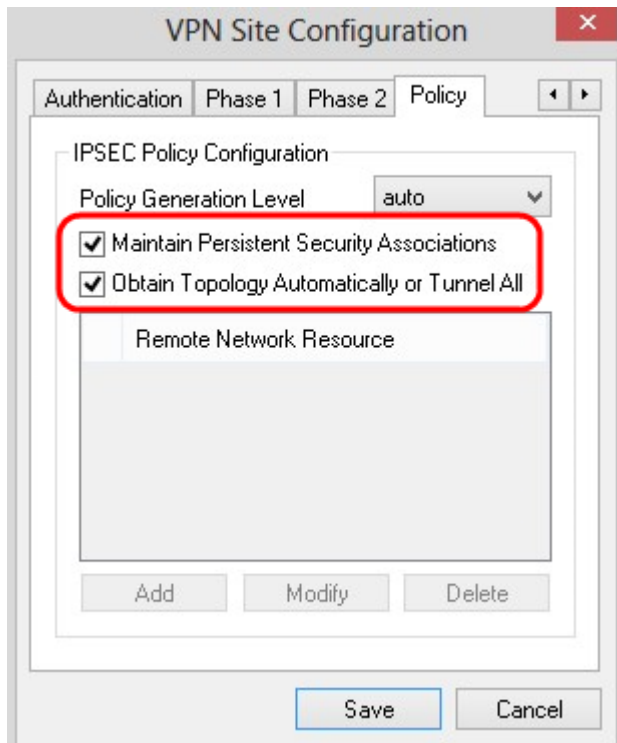 VPN Site Configuration
Authentication Phase 1 Phase 2 Policy
IPSEC Policy Configuration
Policy Generation Level auto
Maintain Persistent Security Associations
Obtain Topology Automatically or Tunnel All
Remote Network Resource
Add Modify Delete
Save Cancel